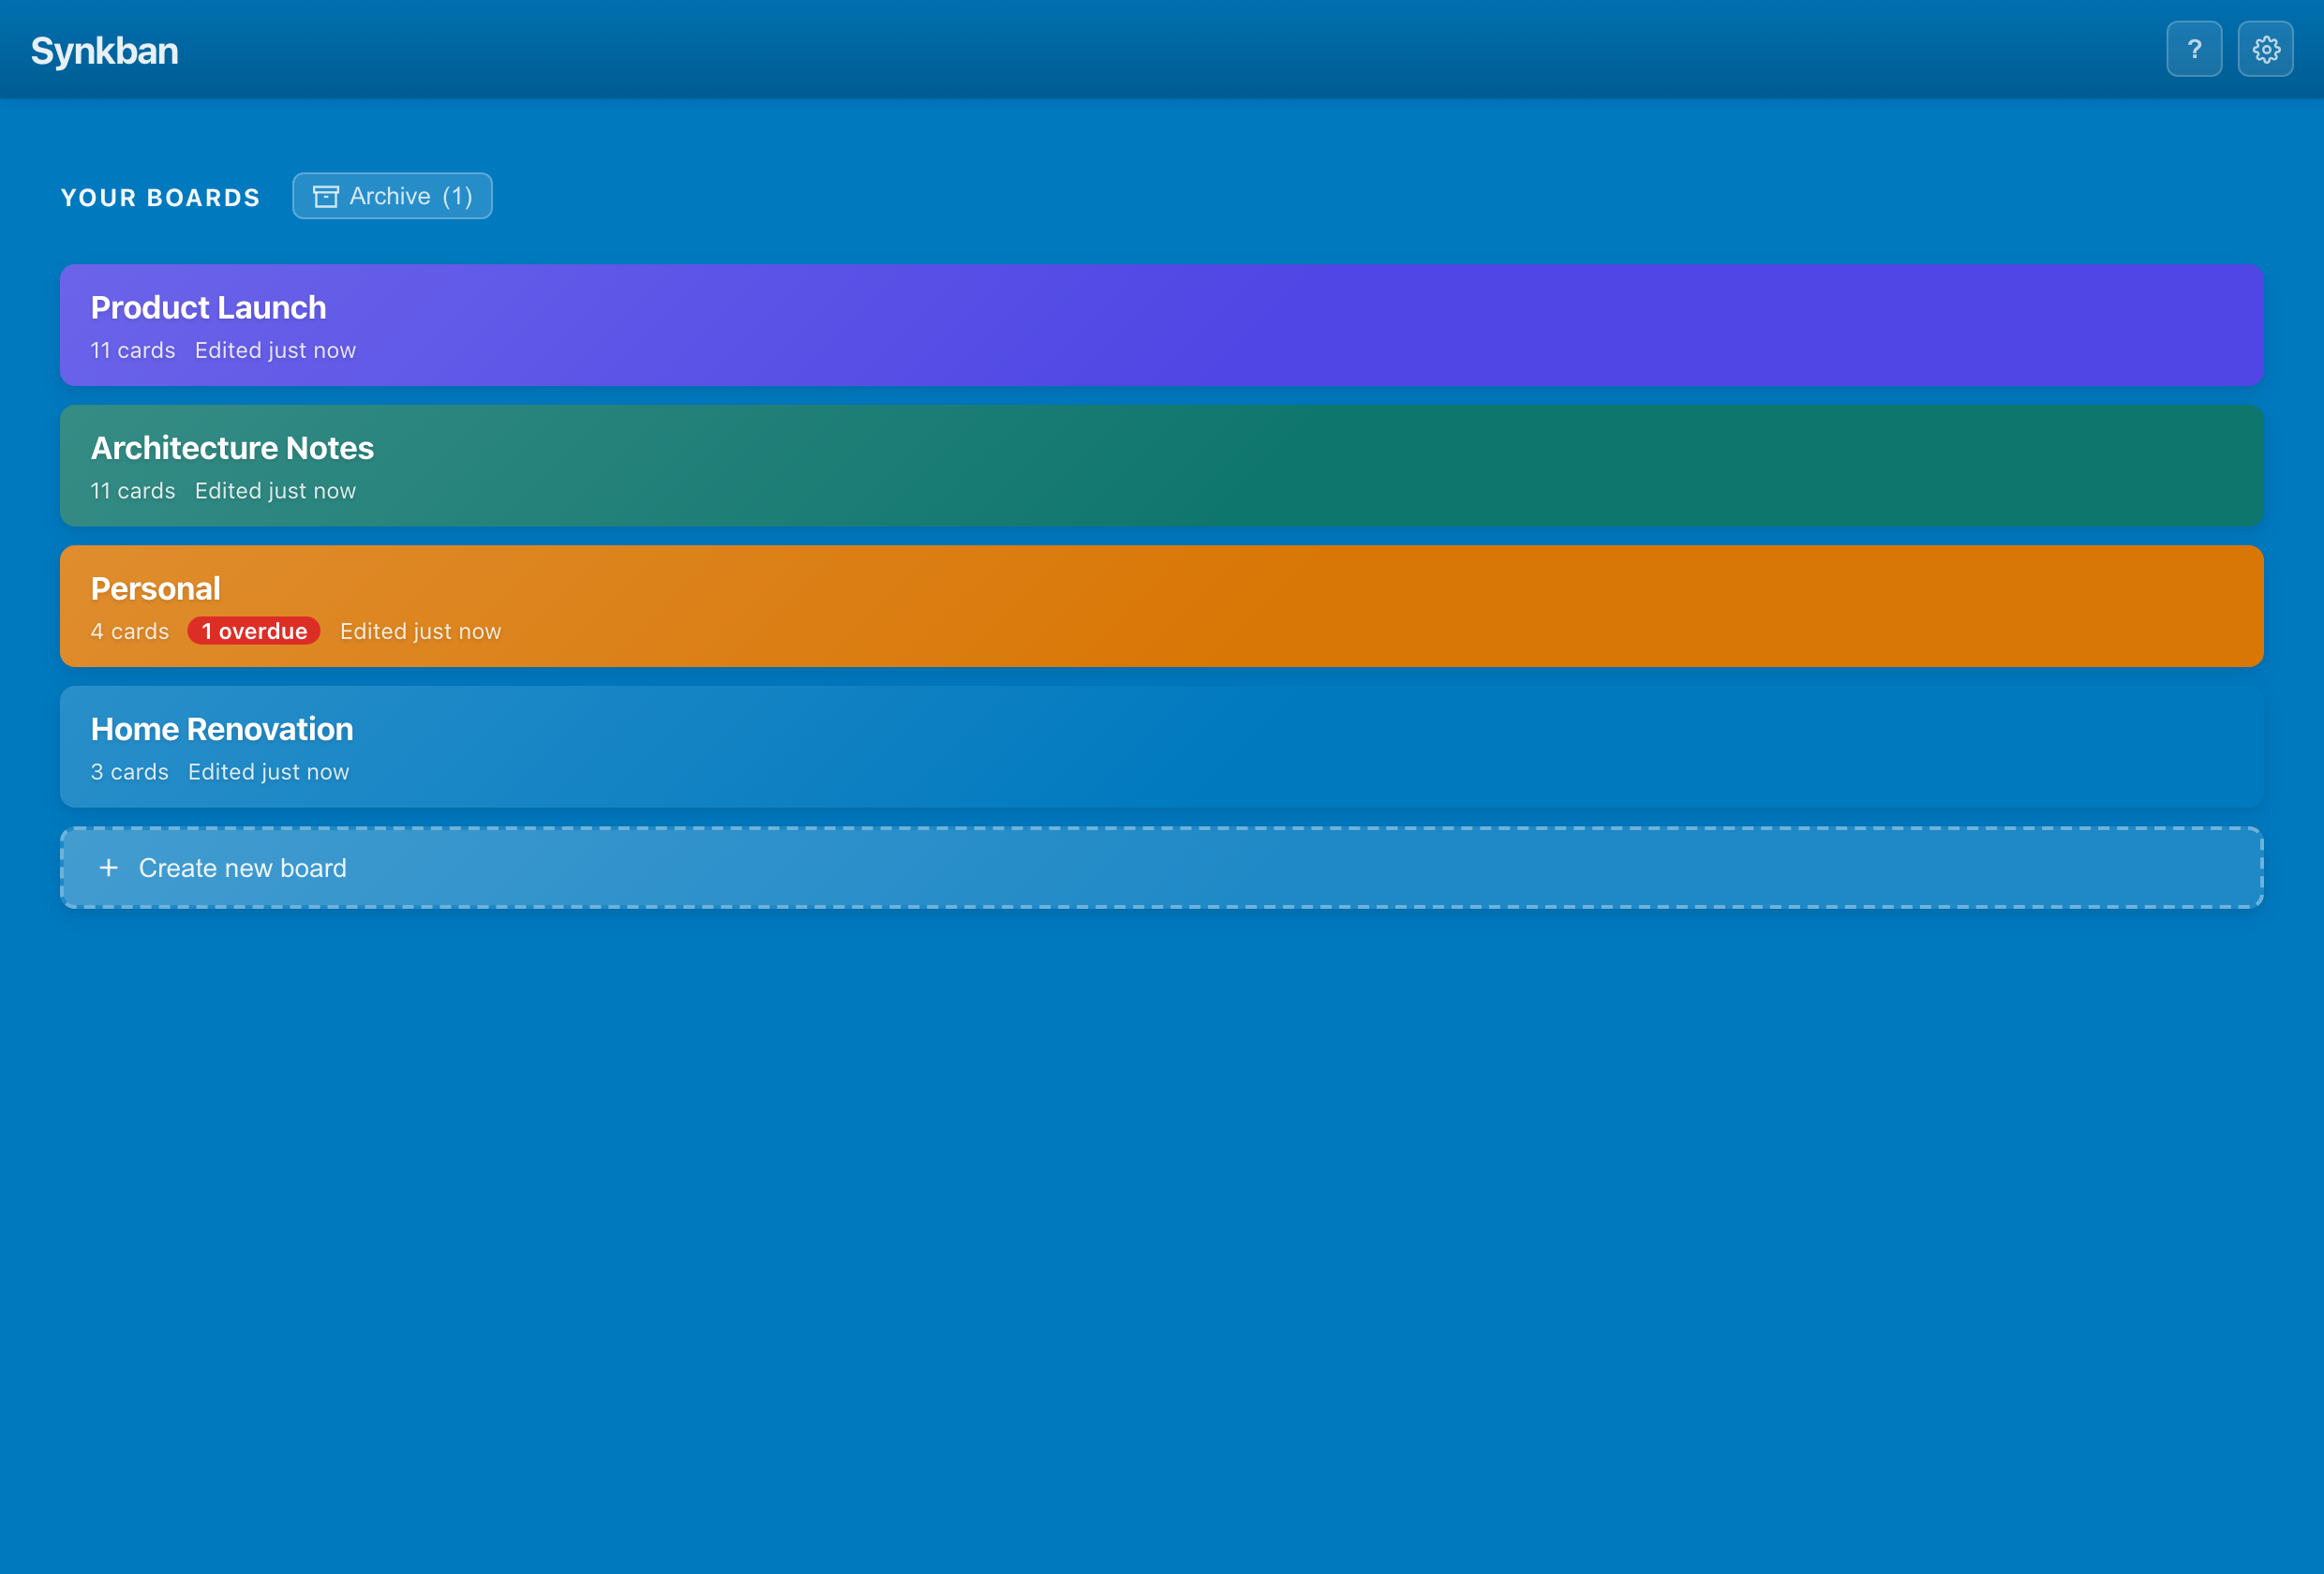 Synkban
?
YOUR BOARDS
Archive (1)
Product Launch
11 cards Edited just now
Architecture Notes
11 cards Edited just now
Personal
4 cards 1 overdue Edited just now
Home Renovation
3 cards Edited just now
+ Create new board